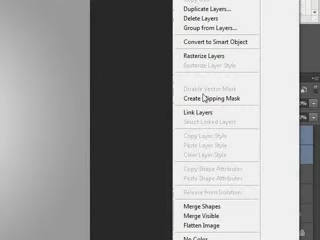 Duplicate Layers...
Delete Layers
Group from Layers...
Convert to Smart Object
Rasterize Layers
Rasterize Layer Style
Disable Vector Mask
Create Clipping Mask
Link Layers
Select Linked Layers
Copy Layer Style
Paste Layer Style
Clear Layer Style
Copy Shape Attributes
Paste Shape Attributes
Release from Isolation
Merge Shapes
Merge Visible
Flatten Image
No Color